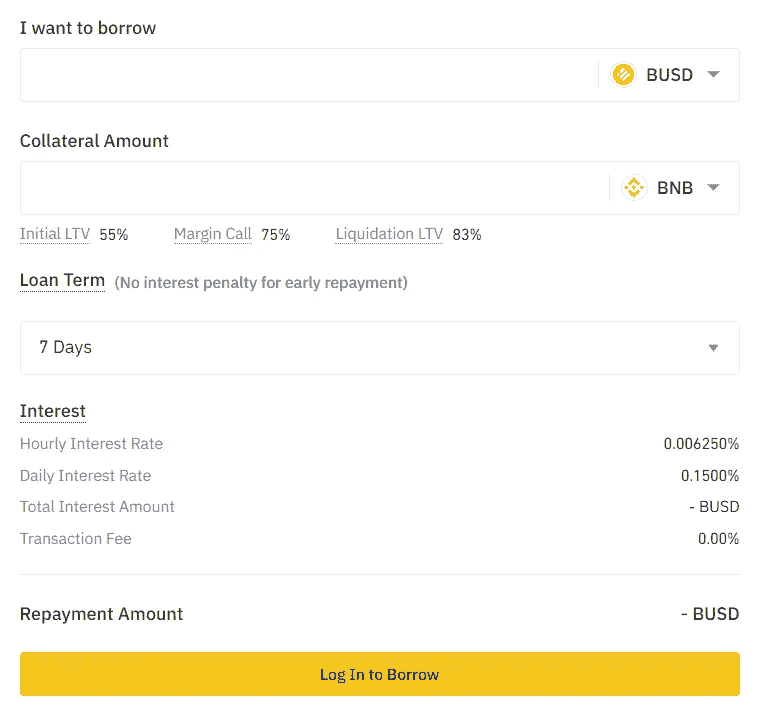 I want to borrow
BUSD
Collateral Amount
BNB
Initial LTV 55% Margin Call 75% Liquidation LTV 83%
Loan Term (No interest penalty for early repayment)
7 Days
Interest
Hourly Interest Rate 0.006250%
Daily Interest Rate 0.1500%
Total Interest Amount - BUSD
Transaction Fee 0.00%
Repayment Amount - BUSD
Log In to Borrow